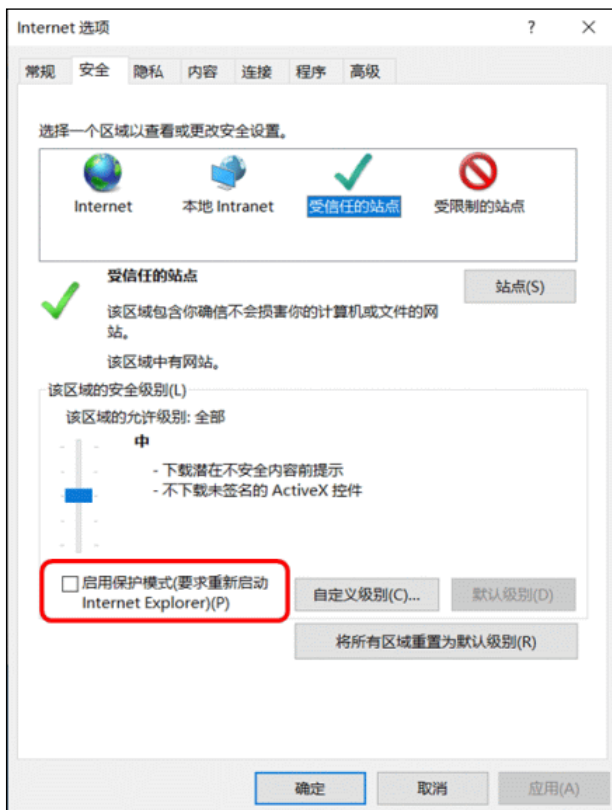 Internet 选项
常规 安全 隐私 内容 连接 程序 高级
选择一个区域以查看或更改安全设置。
Internet 本地 Intranet 受信任的站点 受限制的站点
受信任的站点
站点(S)
该区域包含你确信不会损害你的计算机或文件的网
站。
该区域中有网站。
该区域的安全级别(L)
该区域的允许级别: 全部
中
- 下载潜在不安全内容前提示
- 不下载未签名的 ActiveX 控件
启用保护模式(要求重新启动
Internet Explorer)(P)
自定义级别(C)... 默认级别(D)
将所有区域重置为默认级别(R)
确定 取消 应用(A)